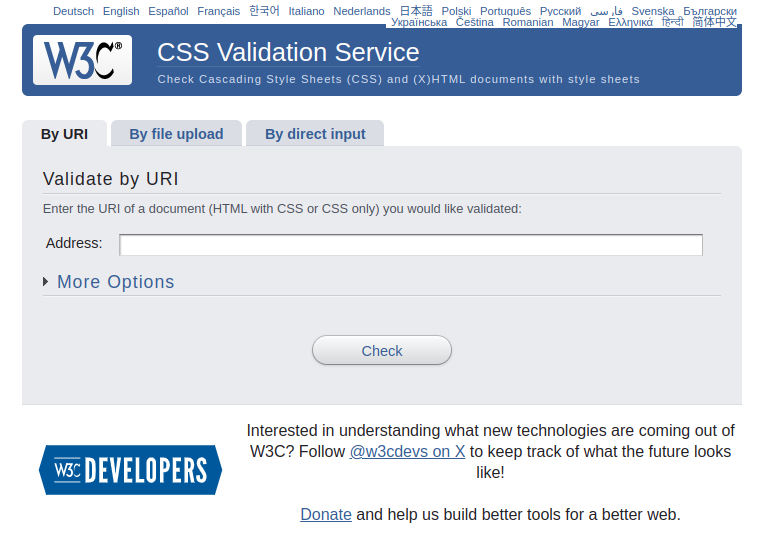 Deutsch English Español Français 한국어 Italiano Nederlands 日本語 Polski Português Русский فارسی Svenska Български
Українська Čeština Romanian Magyar Ελληνικά हिन्दी 简体中文
W3C®
CSS Validation Service
Check Cascading Style Sheets (CSS) and (X)HTML documents with style sheets
By URI By file upload By direct input
Validate by URI
Enter the URI of a document (HTML with CSS or CSS only) you would like validated:
Address:
More Options
Check
W3C DEVELOPERS
Interested in understanding what new technologies are coming out of
W3C? Follow @w3cdevs on X to keep track of what the future looks
like!
Donate and help us build better tools for a better web.